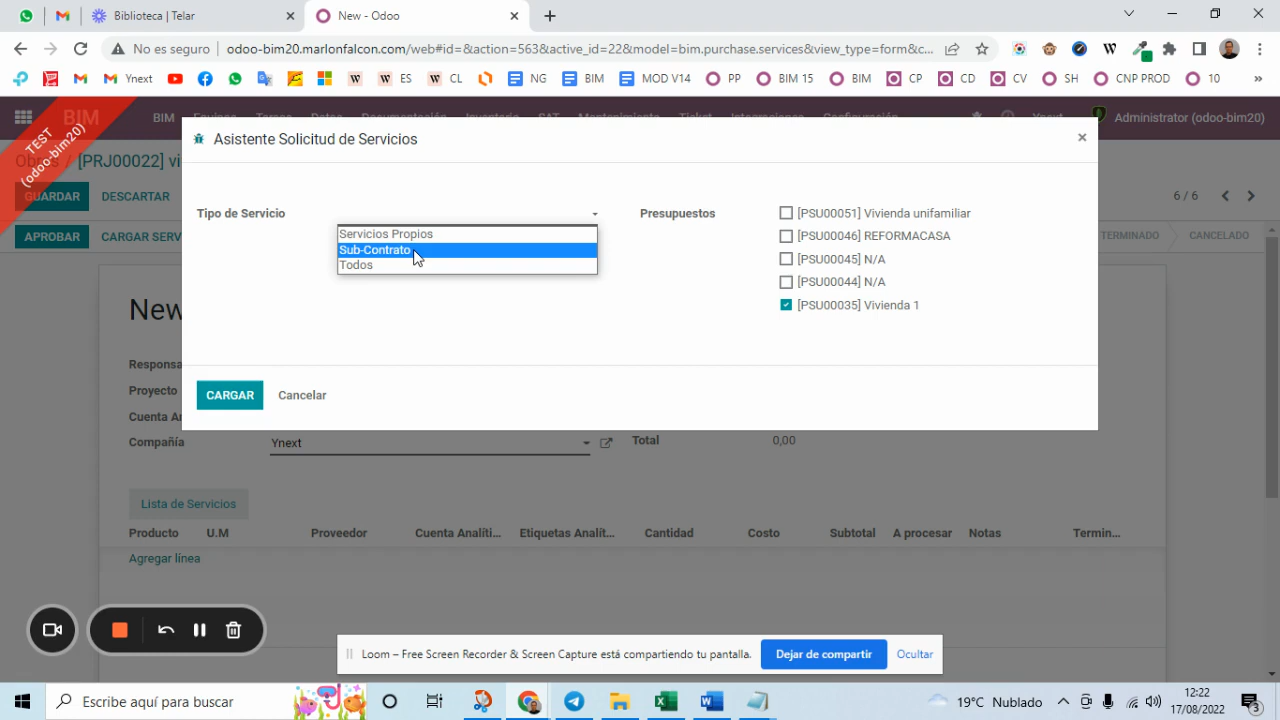 Biblioteca | Telar
New - Odoo
No es seguro
odoo-bim20.marlonfalcon.com/web#id=&action=563&active_id=22&model=bim.purchase.services&view_type=form&c...
Ynext
ES
CL
NG
BIM
MOD V14
PP
BIM 15
BIM
CP
CD
CV
SH
CNP PROD
10
»
BIM
BIM
Administrator (odoo-bim20)
TEST
(odoo-bim20)
Asistente Solicitud de Servicios
Obras / [PRJ00022] vi
GUARDAR
DESCARTAR
6 / 6
APROBAR
CARGAR SERV
TERMINADO
CANCELADO
Tipo de Servicio
Servicios Propios
Sub-Contrato
Todos
Presupuestos
[PSU00051] Vivienda unifamiliar
[PSU00046] REFORMACASA
[PSU00045] N/A
[PSU00044] N/A
[PSU00035] Vivienda 1
CARGAR
Cancelar
New
Responsa
Proyecto
Cuenta An
Compañía
Ynext
Total
0,00
Lista de Servicios
Producto
U.M
Proveedor
Cuenta Analíti...
Etiquetas Analít...
Cantidad
Costo
Subtotal
A procesar
Notas
Termin...
Agregar línea
Loom – Free Screen Recorder & Screen Capture está compartiendo tu pantalla.
Dejar de compartir
Ocultar
Escribe aquí para buscar
19°C Nublado
12:22
17/08/2022
3